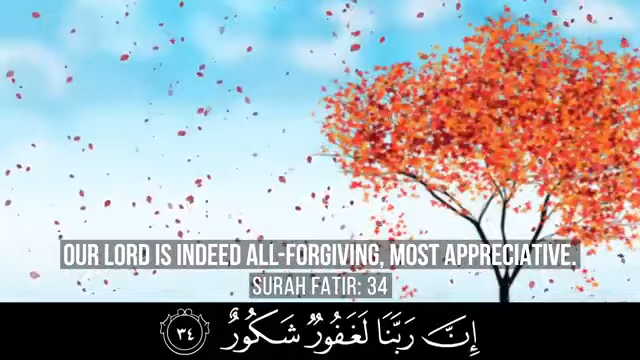 OUR LORD IS INDEED ALL-FORGIVING, MOST APPRECIATIVE.
SURAH FATIR: 34
إِنَّ رَبَّنَا لَغَفُورٌ شَكُورٌ ٣٤